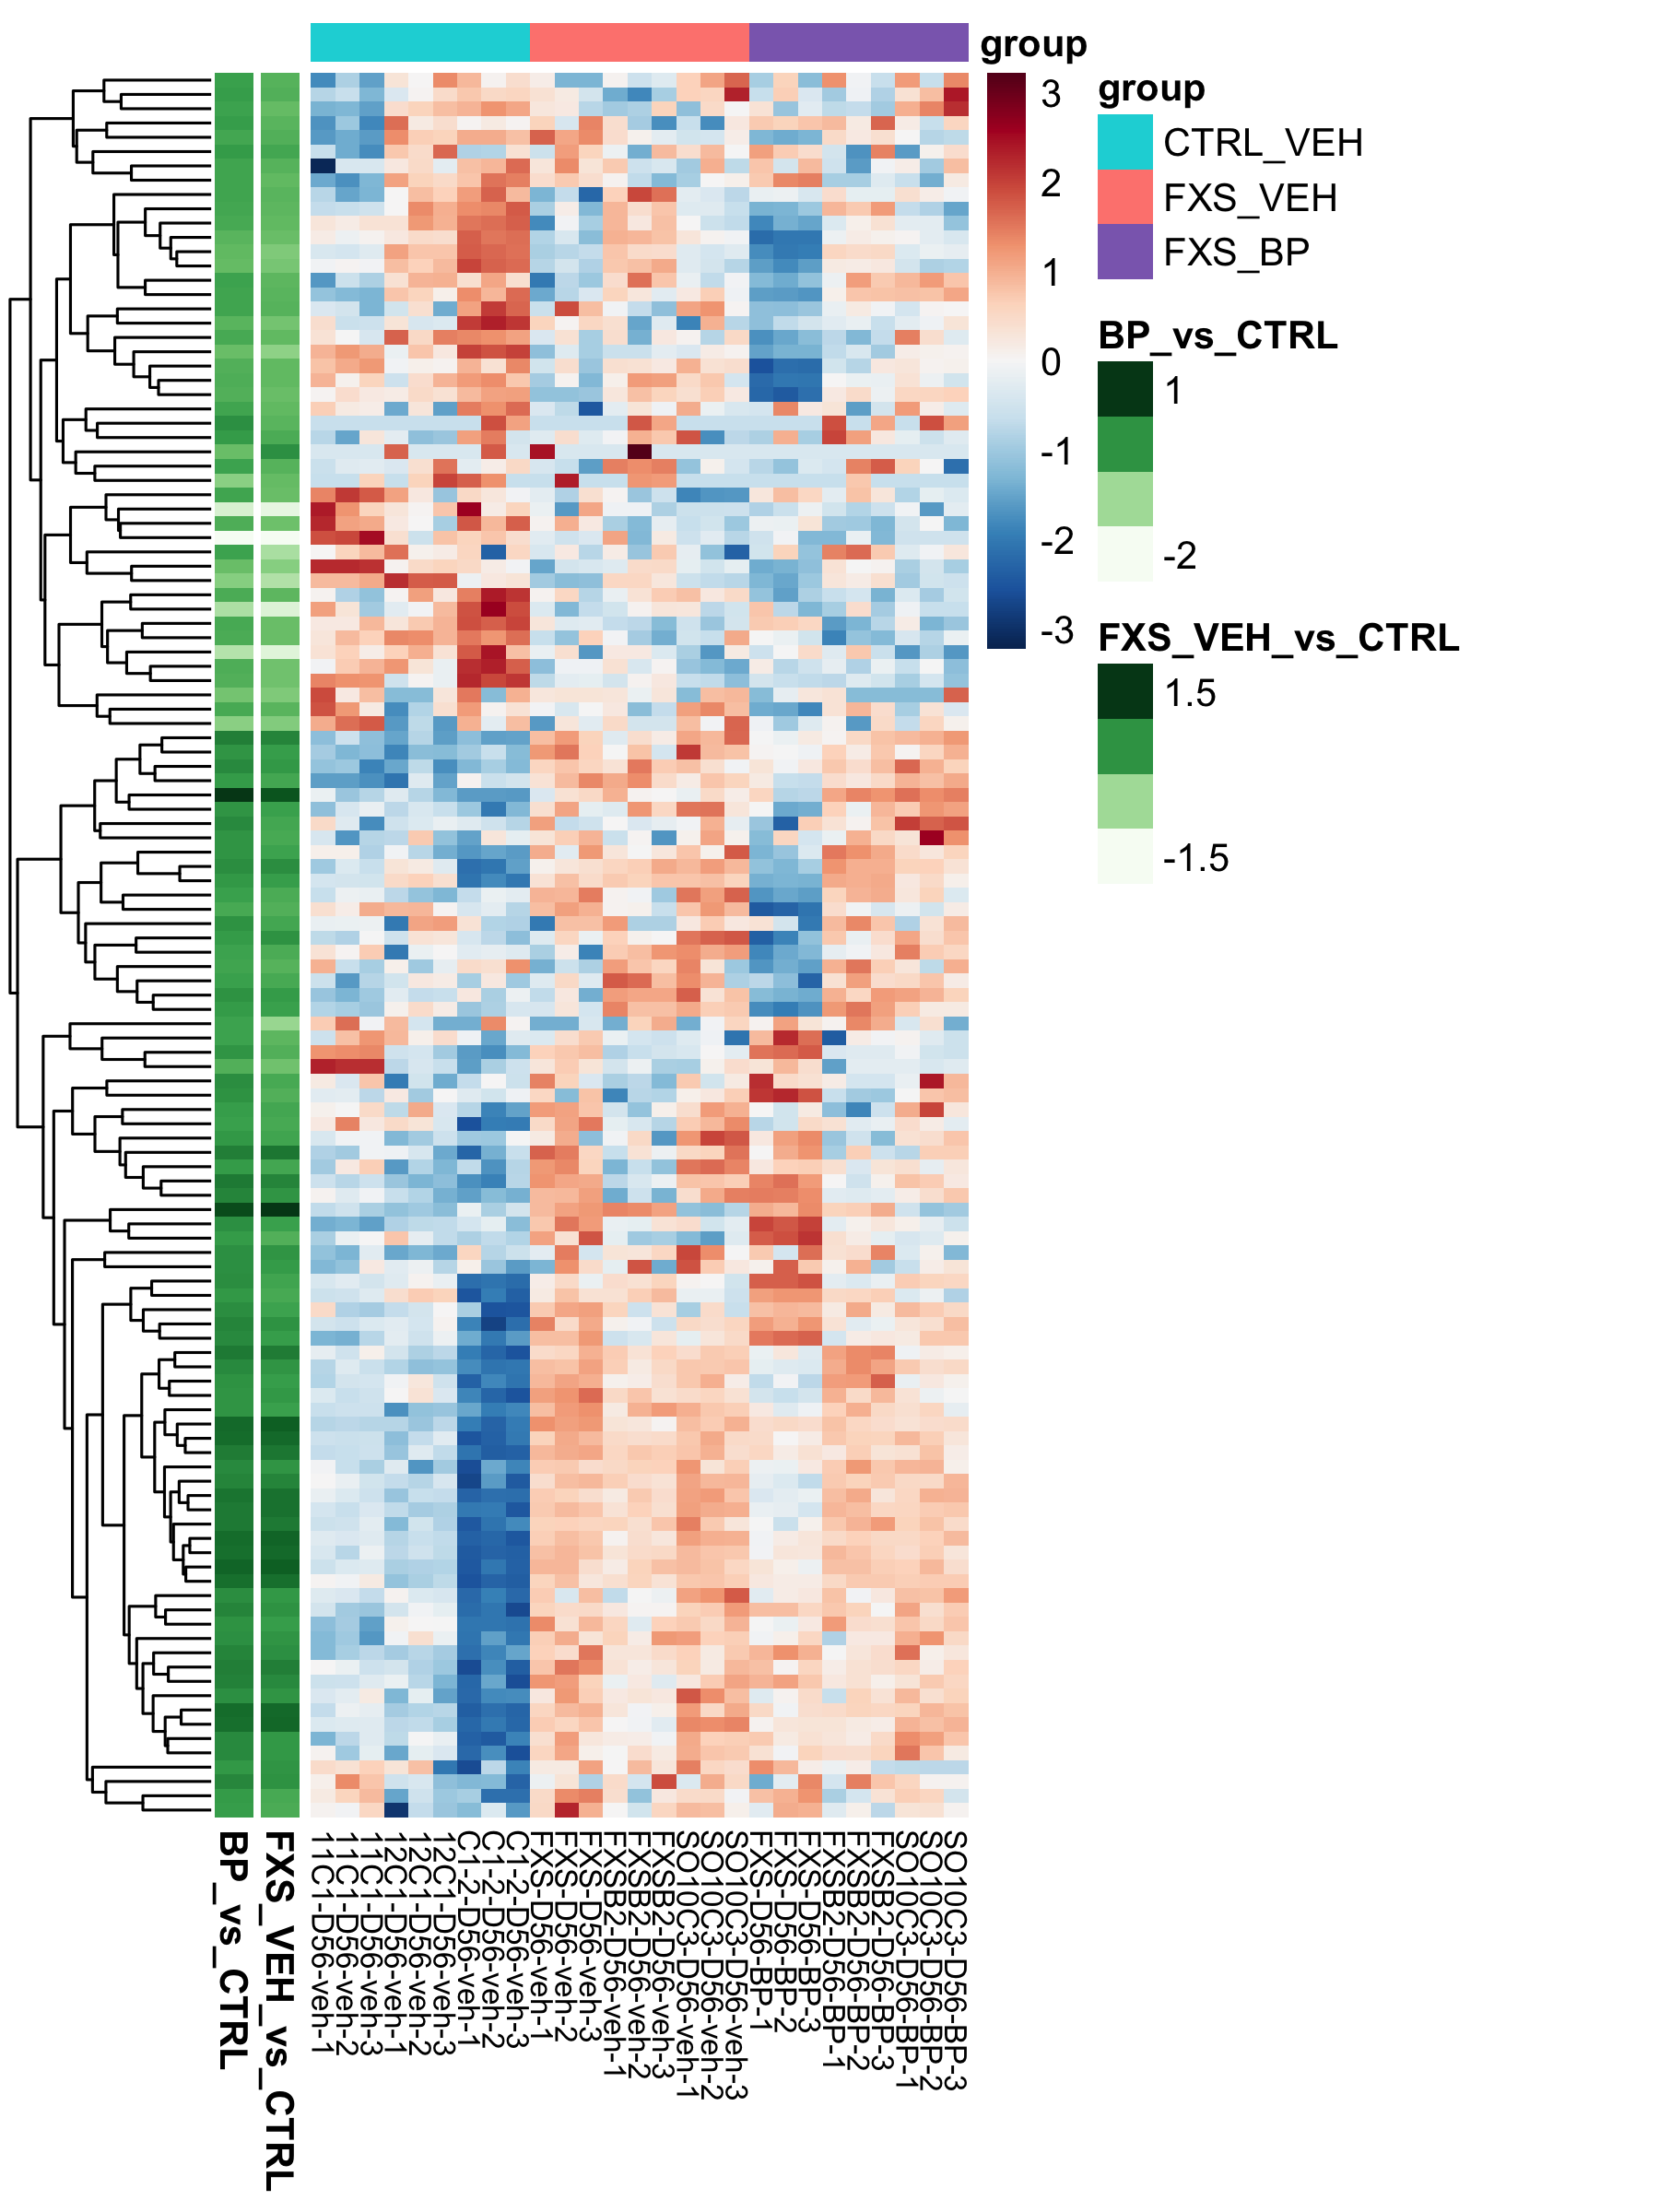 group
3
2
1
0
-1
-2
-3
group
CTRL_VEH
FXS_VEH
FXS_BP
BP_vs_CTRL
1
-2
FXS_VEH_vs_CTRL
1.5
-1.5
BP_vs_CTRL
FXS_VEH_vs_CTRL
11C1-D56-veh-1
11C1-D56-veh-2
11C1-D56-veh-3
12C1-D56-veh-1
12C1-D56-veh-2
12C1-D56-veh-3
C1-2-D56-veh-1
C1-2-D56-veh-2
C1-2-D56-veh-3
FXS-D56-veh-1
FXS-D56-veh-2
FXS-D56-veh-3
FXSB2-D56-veh-1
FXSB2-D56-veh-2
FXSB2-D56-veh-3
SO10C3-D56-veh-1
SO10C3-D56-veh-2
SO10C3-D56-veh-3
FXS-D56-BP-1
FXS-D56-BP-2
FXS-D56-BP-3
FXSB2-D56-BP-1
FXSB2-D56-BP-2
FXSB2-D56-BP-3
SO10C3-D56-BP-1
SO10C3-D56-BP-2
SO10C3-D56-BP-3